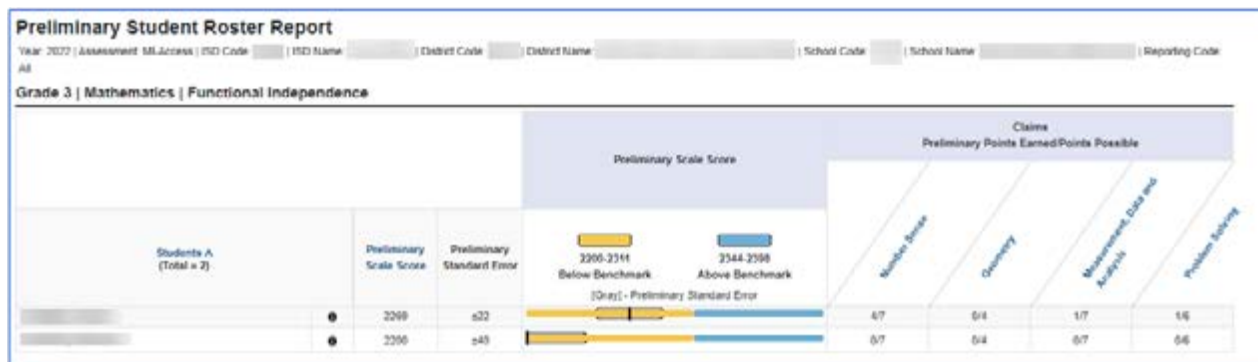 Preliminary Student Roster Report
Year: 2022 | Assessment: MI-Access | ISD Code: | ISD Name: | District Code: | District Name: | School Code: | School Name: | Reporting Code:
All
Grade 3 | Mathematics | Functional Independence
Claims
Preliminary Points Earned/Points Possible
Preliminary Scale Score
Students
(Total = 2)
Preliminary
Scale Score
Preliminary
Standard Error
Below Benchmark
Above Benchmark
[Gray] - Preliminary Standard Error
Number Sense
Geometry
Measurement, Data and
Analysis
Problem Solving
±22 4/7 0/4 1/7 1/6
0/7 0/4 0/7 0/6